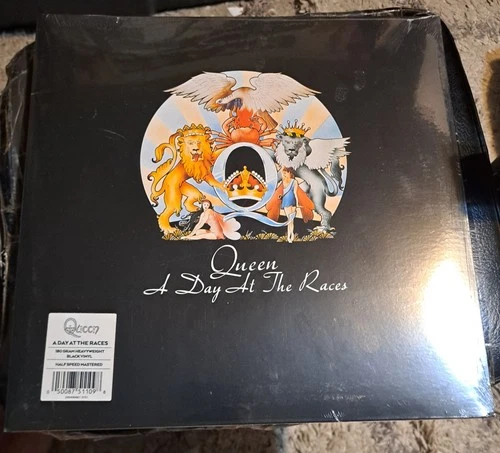 Queen
A Day At The Races
Queen
A DAY AT THE RACES
180 GRAM HEAVYWEIGHT
BLACK VINYL
HALF SPEED MASTERED